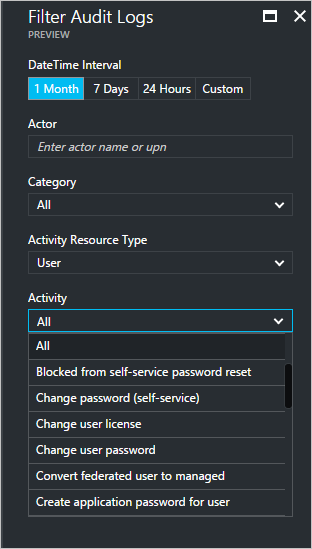 Filter Audit Logs
PREVIEW
DateTime Interval
1 Month 7 Days 24 Hours Custom
Actor
Enter actor name or upn
Category
All
Activity Resource Type
User
Activity
All
All
Blocked from self-service password reset
Change password (self-service)
Change user license
Change user password
Convert federated user to managed
Create application password for user